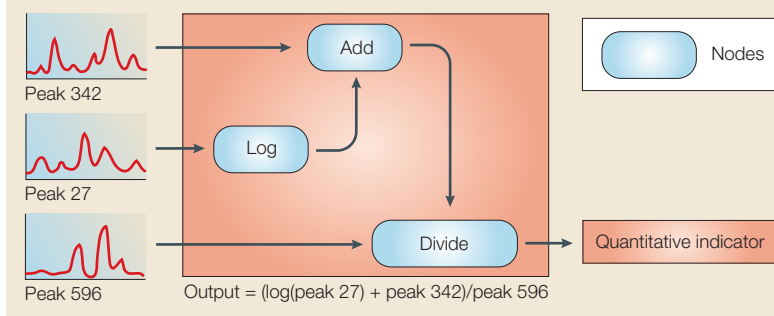 Peak 342
Add
Nodes
Log
Peak 27
Divide
Quantitative indicator
Peak 596
Output = (log(peak 27) + peak 342)/peak 596